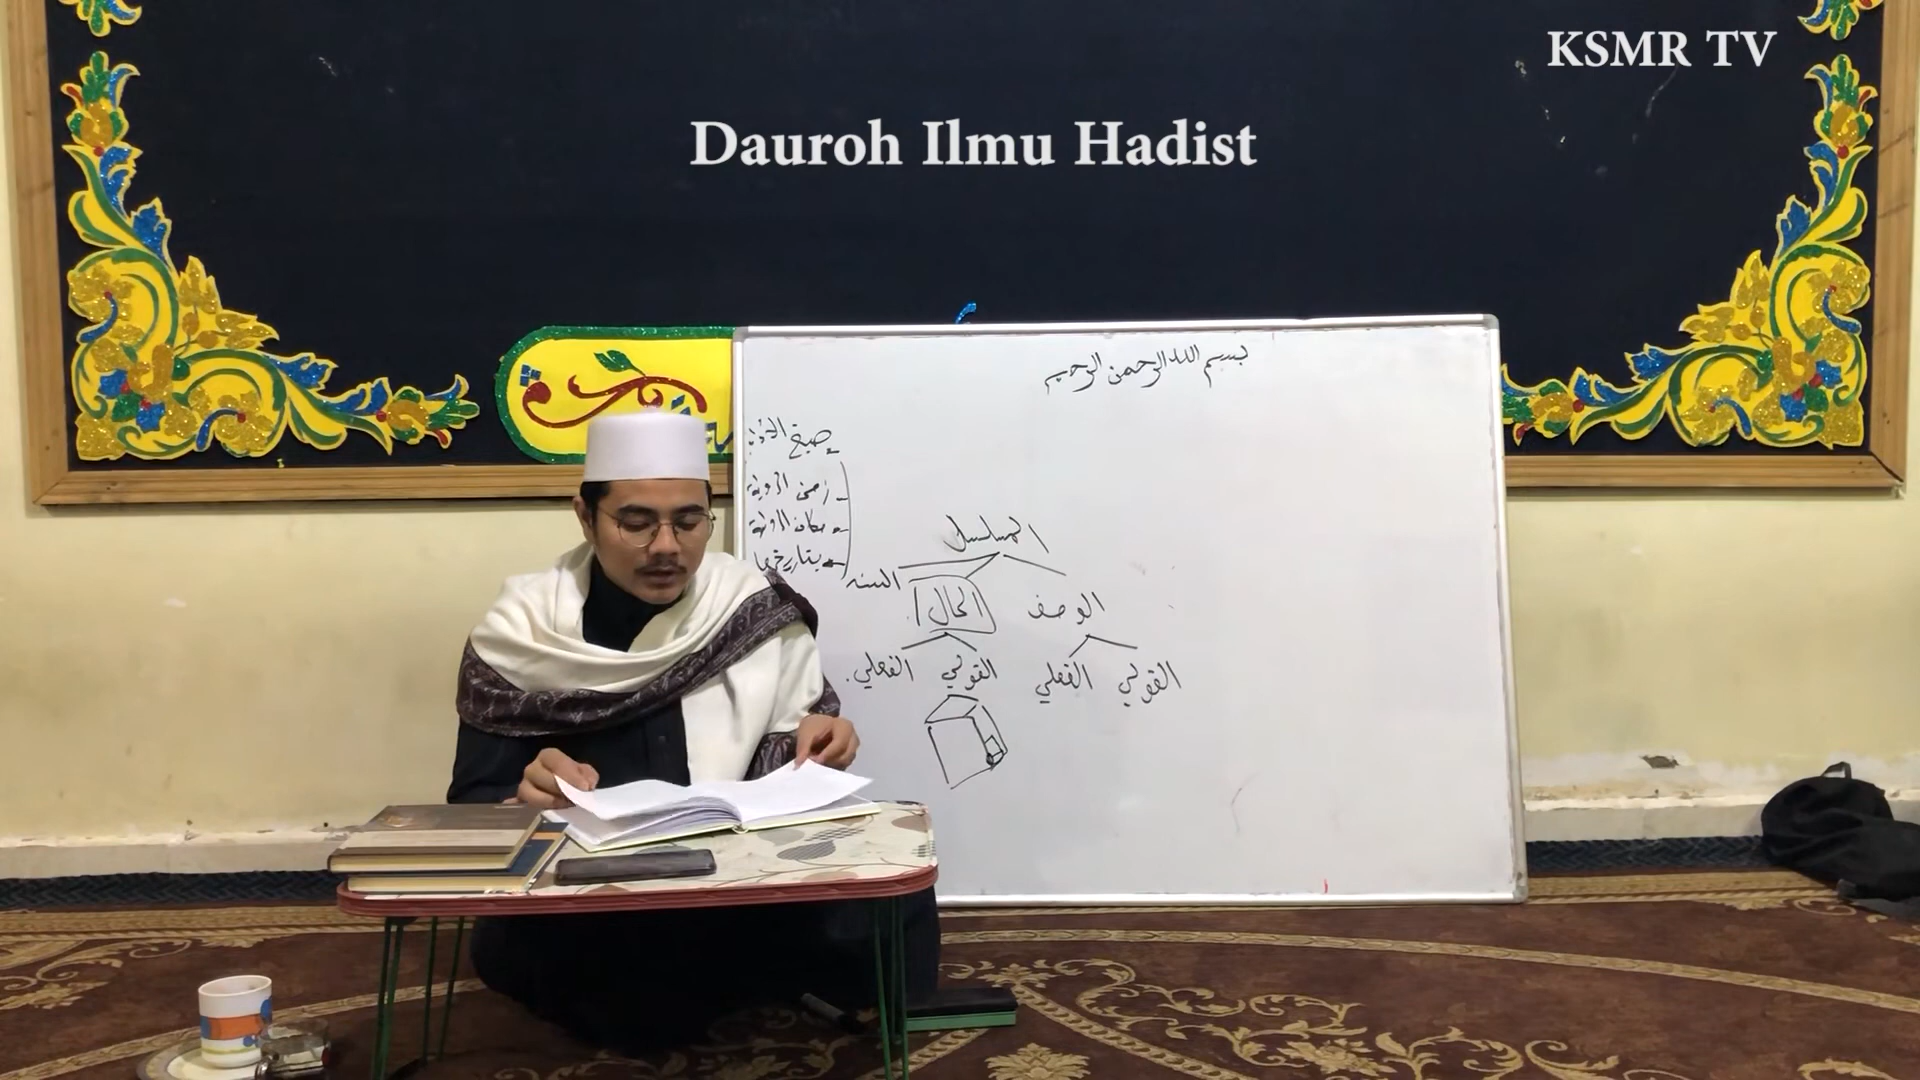 KSMR TV
Dauroh Ilmu Hadist
بسم الله الرحمن الرحيم
صيغ
- زمن الرواية
- مكان الرواية
- بتاريخها
المسلسل
الوصف
الحال
السند
القولي
الفعلي
القولي
الفعلي